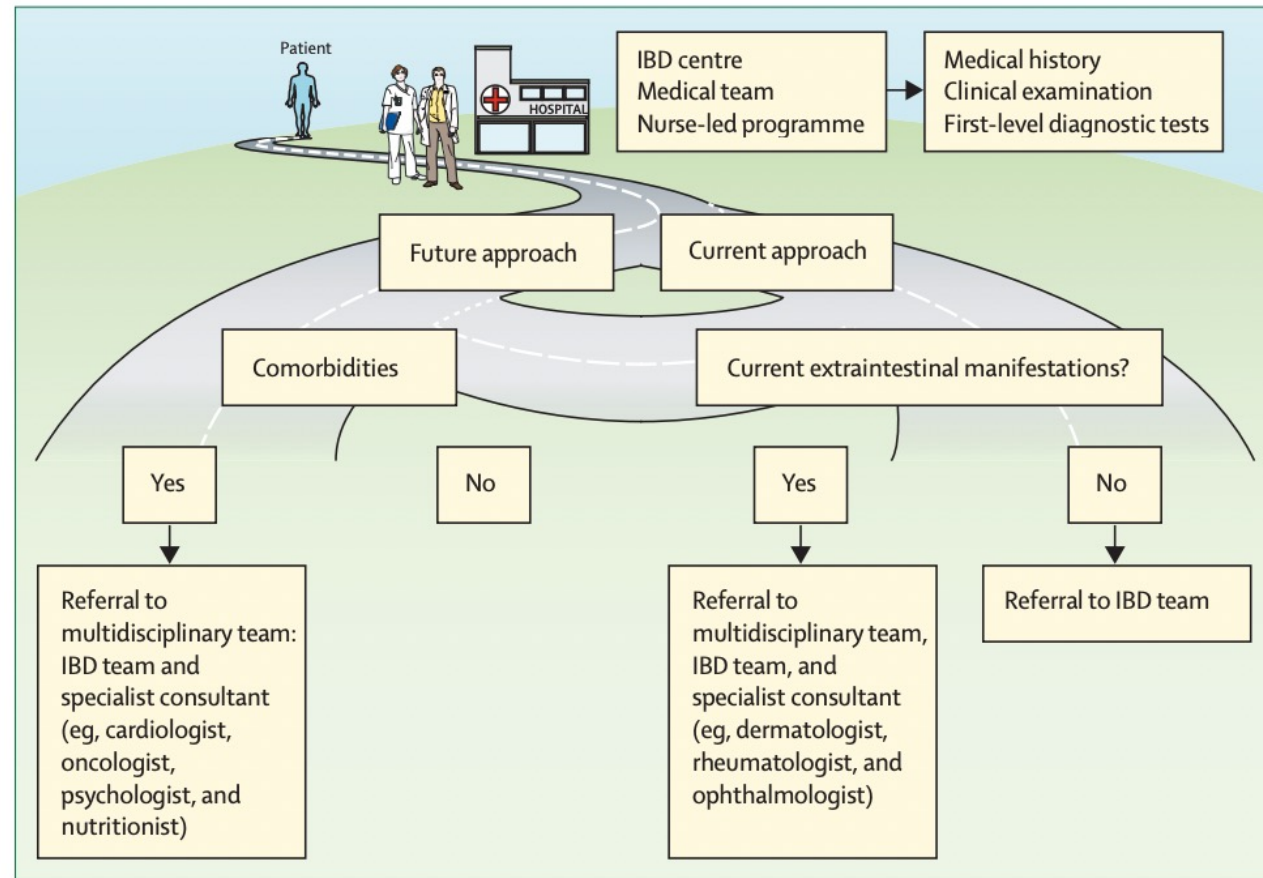 Patient
HOSPITAL
IBD centre
Medical team
Nurse-led programme
Medical history
Clinical examination
First-level diagnostic tests
Future approach
Current approach
Comorbidities
Current extraintestinal manifestations?
Yes
No
Yes
No
Referral to
multidisciplinary team:
IBD team and
specialist consultant
(eg, cardiologist,
oncologist,
psychologist, and
nutritionist)
Referral to
multidisciplinary team,
IBD team, and
specialist consultant
(eg, dermatologist,
rheumatologist, and
ophthalmologist)
Referral to IBD team